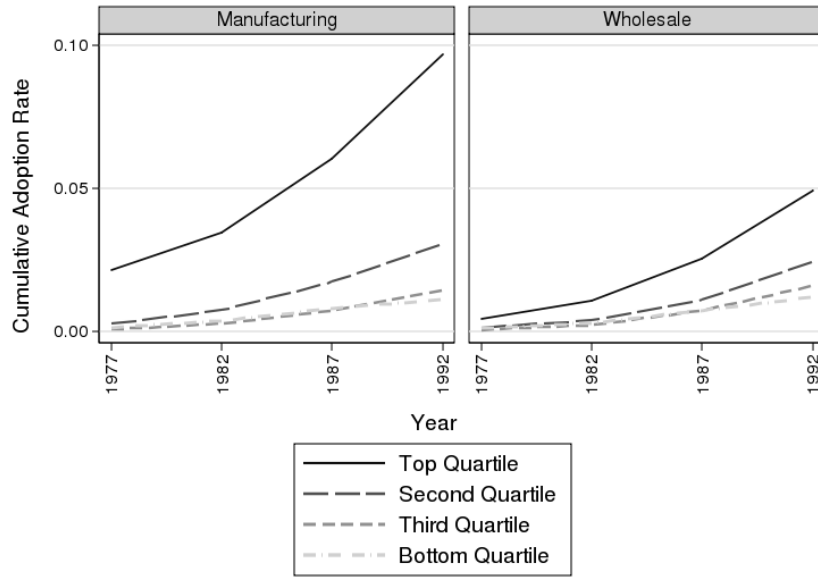 Manufacturing
Wholesale
Cumulative Adoption Rate
0.10
0.05
0.00
1977
1982
1987
1992
1977
1982
1987
1992
Year
Top Quartile
Second Quartile
Third Quartile
Bottom Quartile